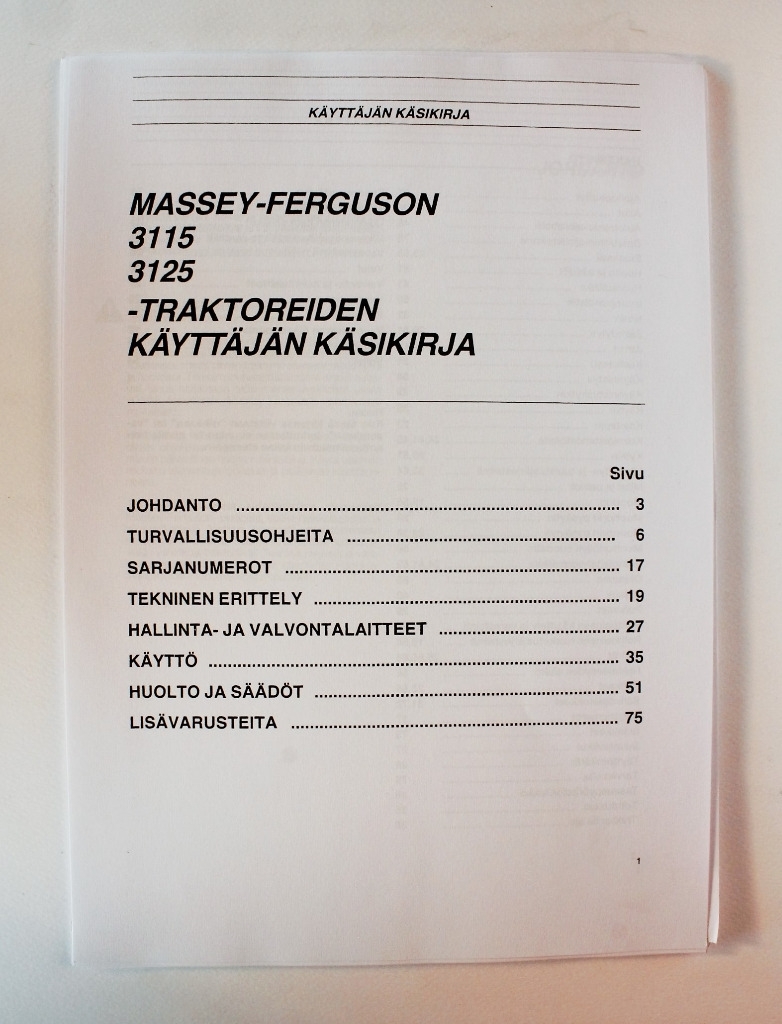 KÄYTTÄJÄN KÄSIKIRJA
MASSEY-FERGUSON
3115
3125
-TRAKTOREIDEN
KÄYTTÄJÄN KÄSIKIRJA
Sivu
JOHDANTO ........................................ 3
TURVALLISUUSOHJEITA ........................................ 6
SARJANUMEROT ........................................ 17
TEKNINEN ERITTELY ........................................ 19
HALLINTA- JA VALVONTALAITTEET ........................................ 27
KÄYTTÖ ........................................ 35
HUOLTO JA SÄÄDÖT ........................................ 51
LISÄVARUSTEITA ........................................ 75
1